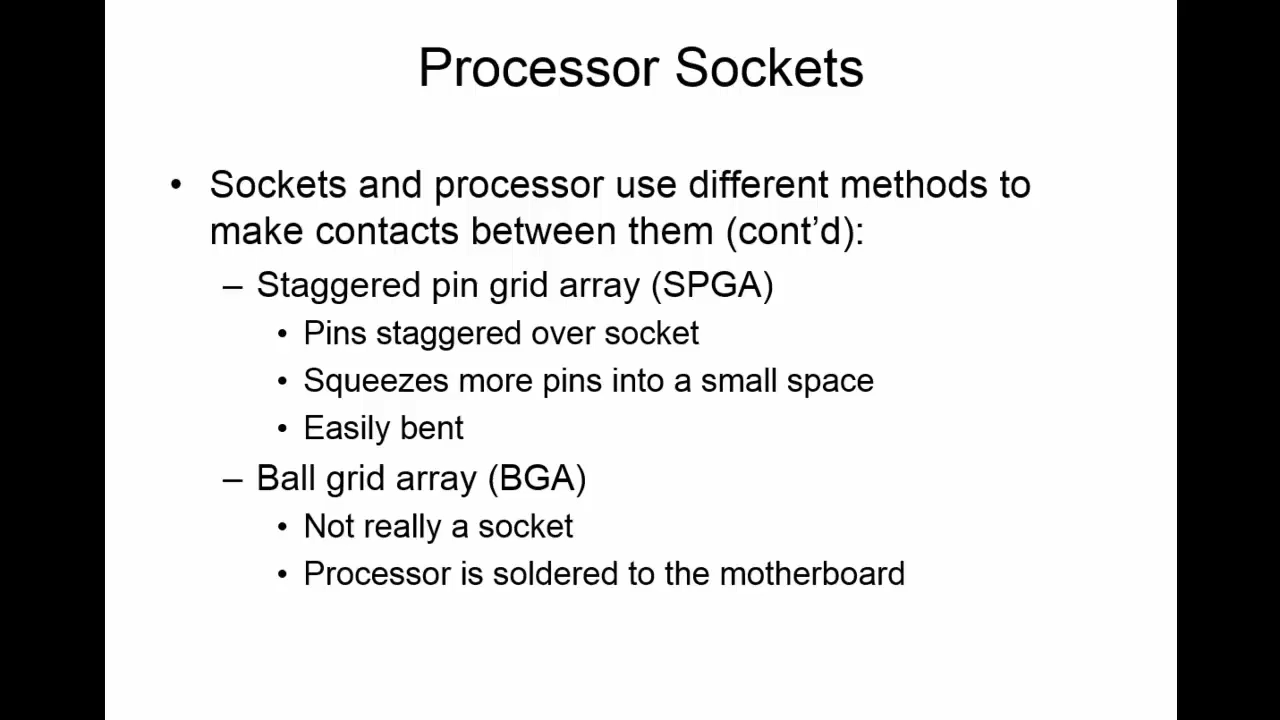 Processor Sockets
• Sockets and processor use different methods to
make contacts between them (cont’d):
– Staggered pin grid array (SPGA)
• Pins staggered over socket
• Squeezes more pins into a small space
• Easily bent
– Ball grid array (BGA)
• Not really a socket
• Processor is soldered to the motherboard